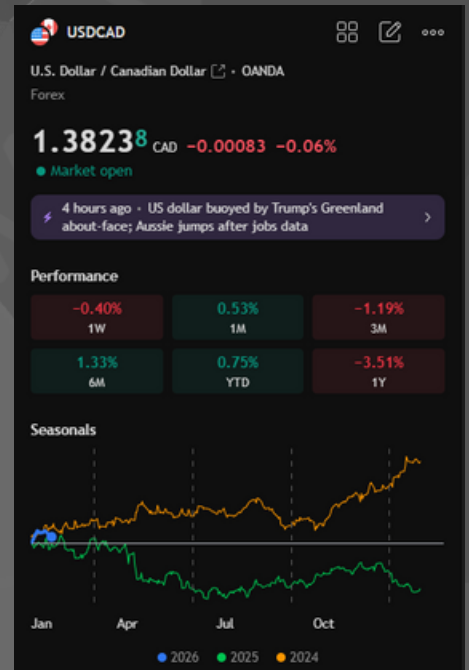 USDCAD
U.S. Dollar / Canadian Dollar • OANDA
Forex
1.38238 CAD −0.00083 −0.06%
Market open
4 hours ago • US dollar buoyed by Trump's Greenland
about-face; Aussie jumps after jobs data
Performance
−0.40% 0.53% −1.19%
1W 1M 3M
1.33% 0.75% −3.51%
6M YTD 1Y
Seasonals
Jan Apr Jul Oct
2026 2025 2024